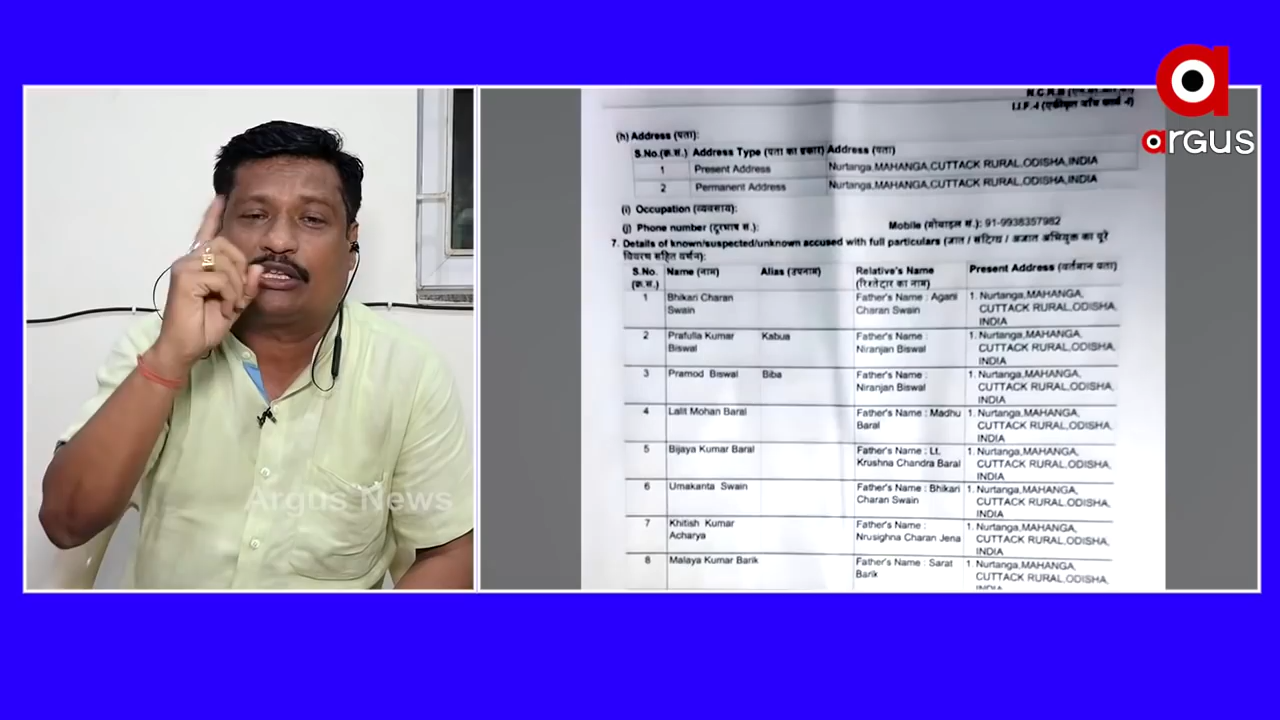 argus
Argus News
I.I.F.-I (एकीकृत जाँच फार्म -I)
(h) Address (पता):
S.No.(क्र.सं.) Address Type (पता का प्रकार) Address (पता)
1 Present Address Nurtanga,MAHANGA,CUTTACK RURAL,ODISHA,INDIA
2 Permanent Address Nurtanga,MAHANGA,CUTTACK RURAL,ODISHA,INDIA
(i) Occupation (व्यवसाय):
(j) Phone number (दूरभाष सं.): Mobile (मोबाइल सं.): 91-9938357982
7. Details of known/suspected/unknown accused with full particulars (ज्ञात / संदिग्ध / अज्ञात अभियुक्त का पूरे
विवरण सहित वर्णन):
S.No. Name (नाम) Alias (उपनाम) Relative's Name Present Address (वर्तमान पता)
(क्र.सं.) (रिश्तेदार का नाम)
1 Bhikari Charan Father's Name : Agani 1. Nurtanga,MAHANGA,
Swain Charan Swain CUTTACK RURAL,ODISHA,
INDIA
2 Prafulla Kumar Kabua Father's Name : 1. Nurtanga,MAHANGA,
Biswal Niranjan Biswal CUTTACK RURAL,ODISHA,
INDIA
3 Pramod Biswal Biba Father's Name : 1. Nurtanga,MAHANGA,
Niranjan Biswal CUTTACK RURAL,ODISHA,
INDIA
4 Lalit Mohan Baral Father's Name : Madhu 1. Nurtanga,MAHANGA,
Baral CUTTACK RURAL,ODISHA,
INDIA
5 Bijaya Kumar Baral Father's Name : Lt. 1. Nurtanga,MAHANGA,
Krushna Chandra Baral CUTTACK RURAL,ODISHA,
INDIA
6 Umakanta Swain Father's Name : Bhikari 1. Nurtanga,MAHANGA,
Charan Swain CUTTACK RURAL,ODISHA,
INDIA
7 Khitish Kumar Father's Name : 1. Nurtanga,MAHANGA,
Acharya Nrusighna Charan Jena CUTTACK RURAL,ODISHA,
INDIA
8 Malaya Kumar Barik Father's Name : Sarat 1. Nurtanga,MAHANGA,
Barik CUTTACK RURAL,ODISHA,